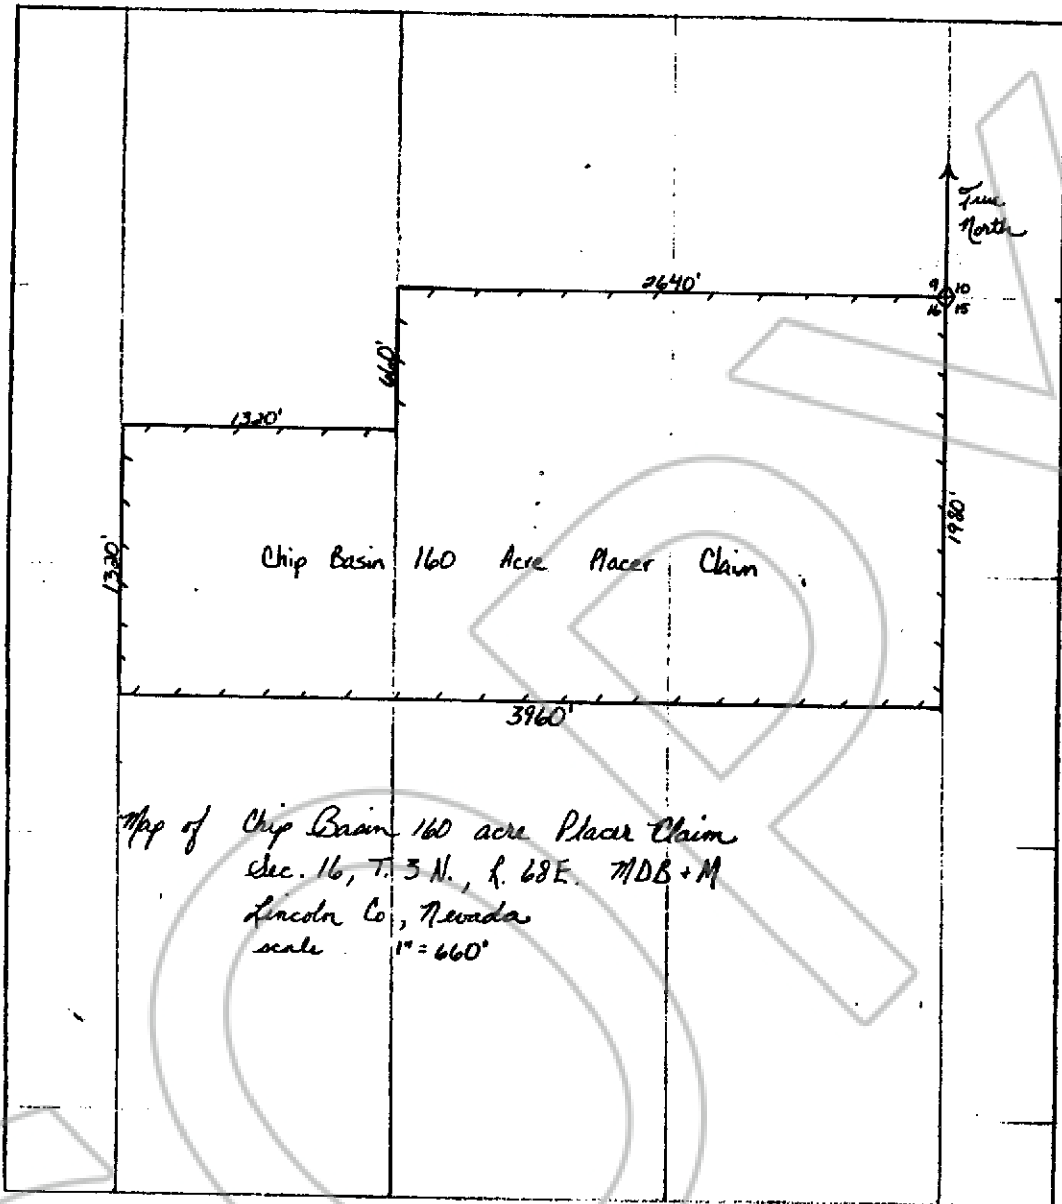 True
North
2640'
9 10
16 15
660'
1320'
1320'
1980'
Chip Basin 160 Acre Placer Claim
3960'
Map of Chip Basin 160 acre Placer Claim
Sec. 16, T. 3 N., R. 68E. MDB + M
Lincoln Co, Nevada
scale 1" = 660'
COPY